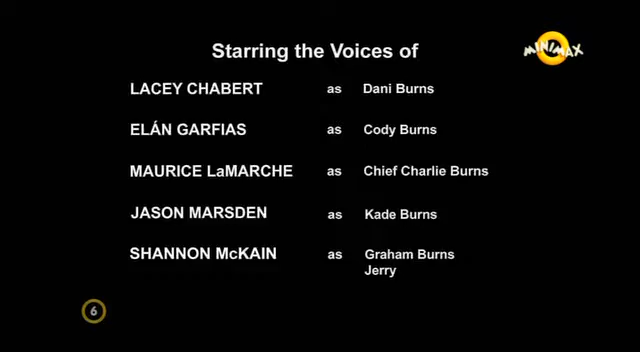 Starring the Voices of
MINIMAX
LACEY CHABERT as Dani Burns
ELÁN GARFIAS as Cody Burns
MAURICE LaMARCHE as Chief Charlie Burns
JASON MARSDEN as Kade Burns
SHANNON McKAIN as Graham Burns
Jerry
6